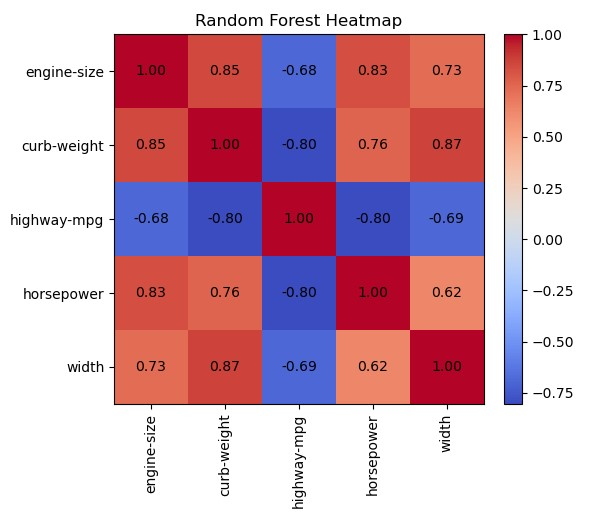 Random Forest Heatmap
engine-size 1.00 0.85 -0.68 0.83 0.73
curb-weight 0.85 1.00 -0.80 0.76 0.87
highway-mpg -0.68 -0.80 1.00 -0.80 -0.69
horsepower 0.83 0.76 -0.80 1.00 0.62
width 0.73 0.87 -0.69 0.62 1.00
engine-size
curb-weight
highway-mpg
horsepower
width
1.00
0.75
0.50
0.25
0.00
−0.25
−0.50
−0.75